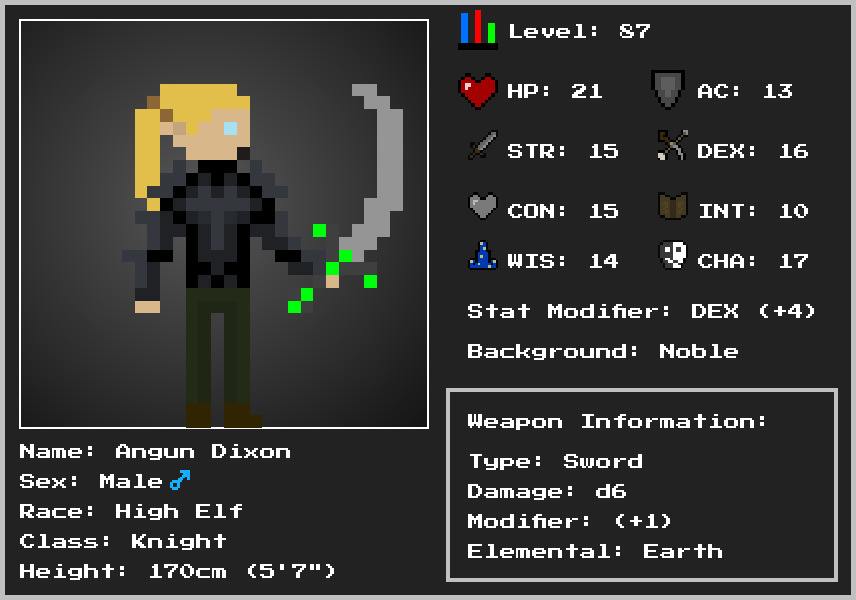 Level: 87
HP: 21 AC: 13
STR: 15 DEX: 16
CON: 15 INT: 10
WIS: 14 CHA: 17
Stat Modifier: DEX (+4)
Background: Noble
Weapon Information:
Type: Sword
Damage: d6
Modifier: (+1)
Elemental: Earth
Name: Angun Dixon
Sex: Male ♂
Race: High Elf
Class: Knight
Height: 170cm (5'7")